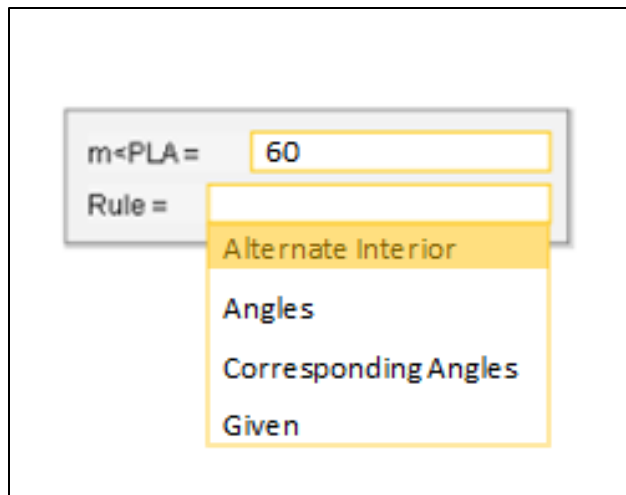 m<PLA = 60
Rule =
Alternate Interior
Angles
Corresponding Angles
Given